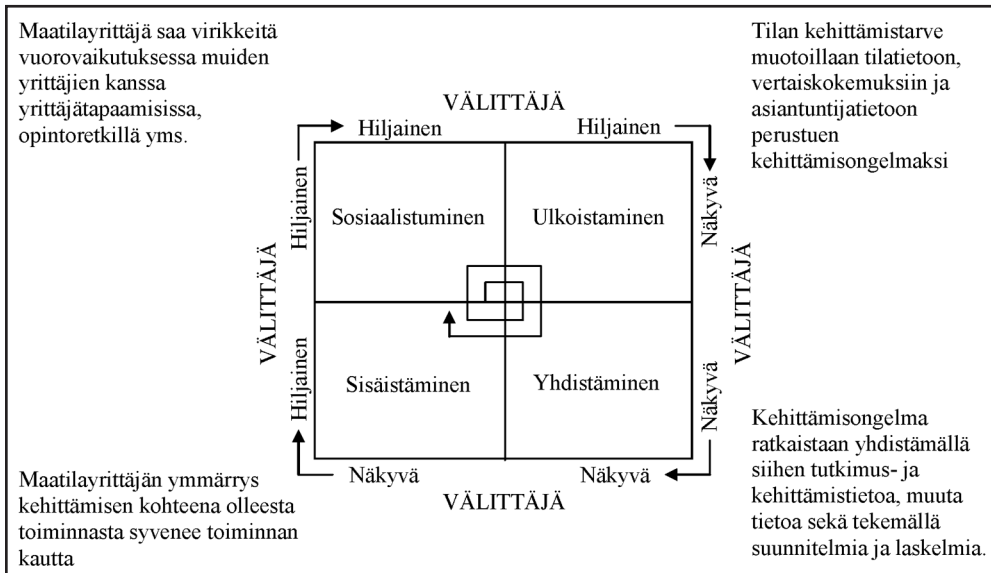 Maatilayrittäjä saa virikkeitä
vuorovaikutuksessa muiden
yrittäjien kanssa
yrittäjätapaamisissa,
opintoretkillä yms.
Tilan kehittämistarve
muotoillaan tilatietoon,
vertaiskokemuksiin ja
asiantuntijatietoon
perustuen
kehittämisongelmaksi
VÄLITTÄJÄ
Hiljainen
Hiljainen
Hiljainen
Näkyvä
Sosiaalistuminen
Ulkoistaminen
VÄLITTÄJÄ
VÄLITTÄJÄ
Hiljainen
Näkyvä
Sisäistäminen
Yhdistäminen
Näkyvä
Näkyvä
VÄLITTÄJÄ
Maatilayrittäjän ymmärrys
kehittämisen kohteena olleesta
toiminnasta syvenee toiminnan
kautta
Kehittämisongelma
ratkaistaan yhdistämällä
siihen tutkimus- ja
kehittämistietoa, muuta
tietoa sekä tekemällä
suunnitelmia ja laskelmia.